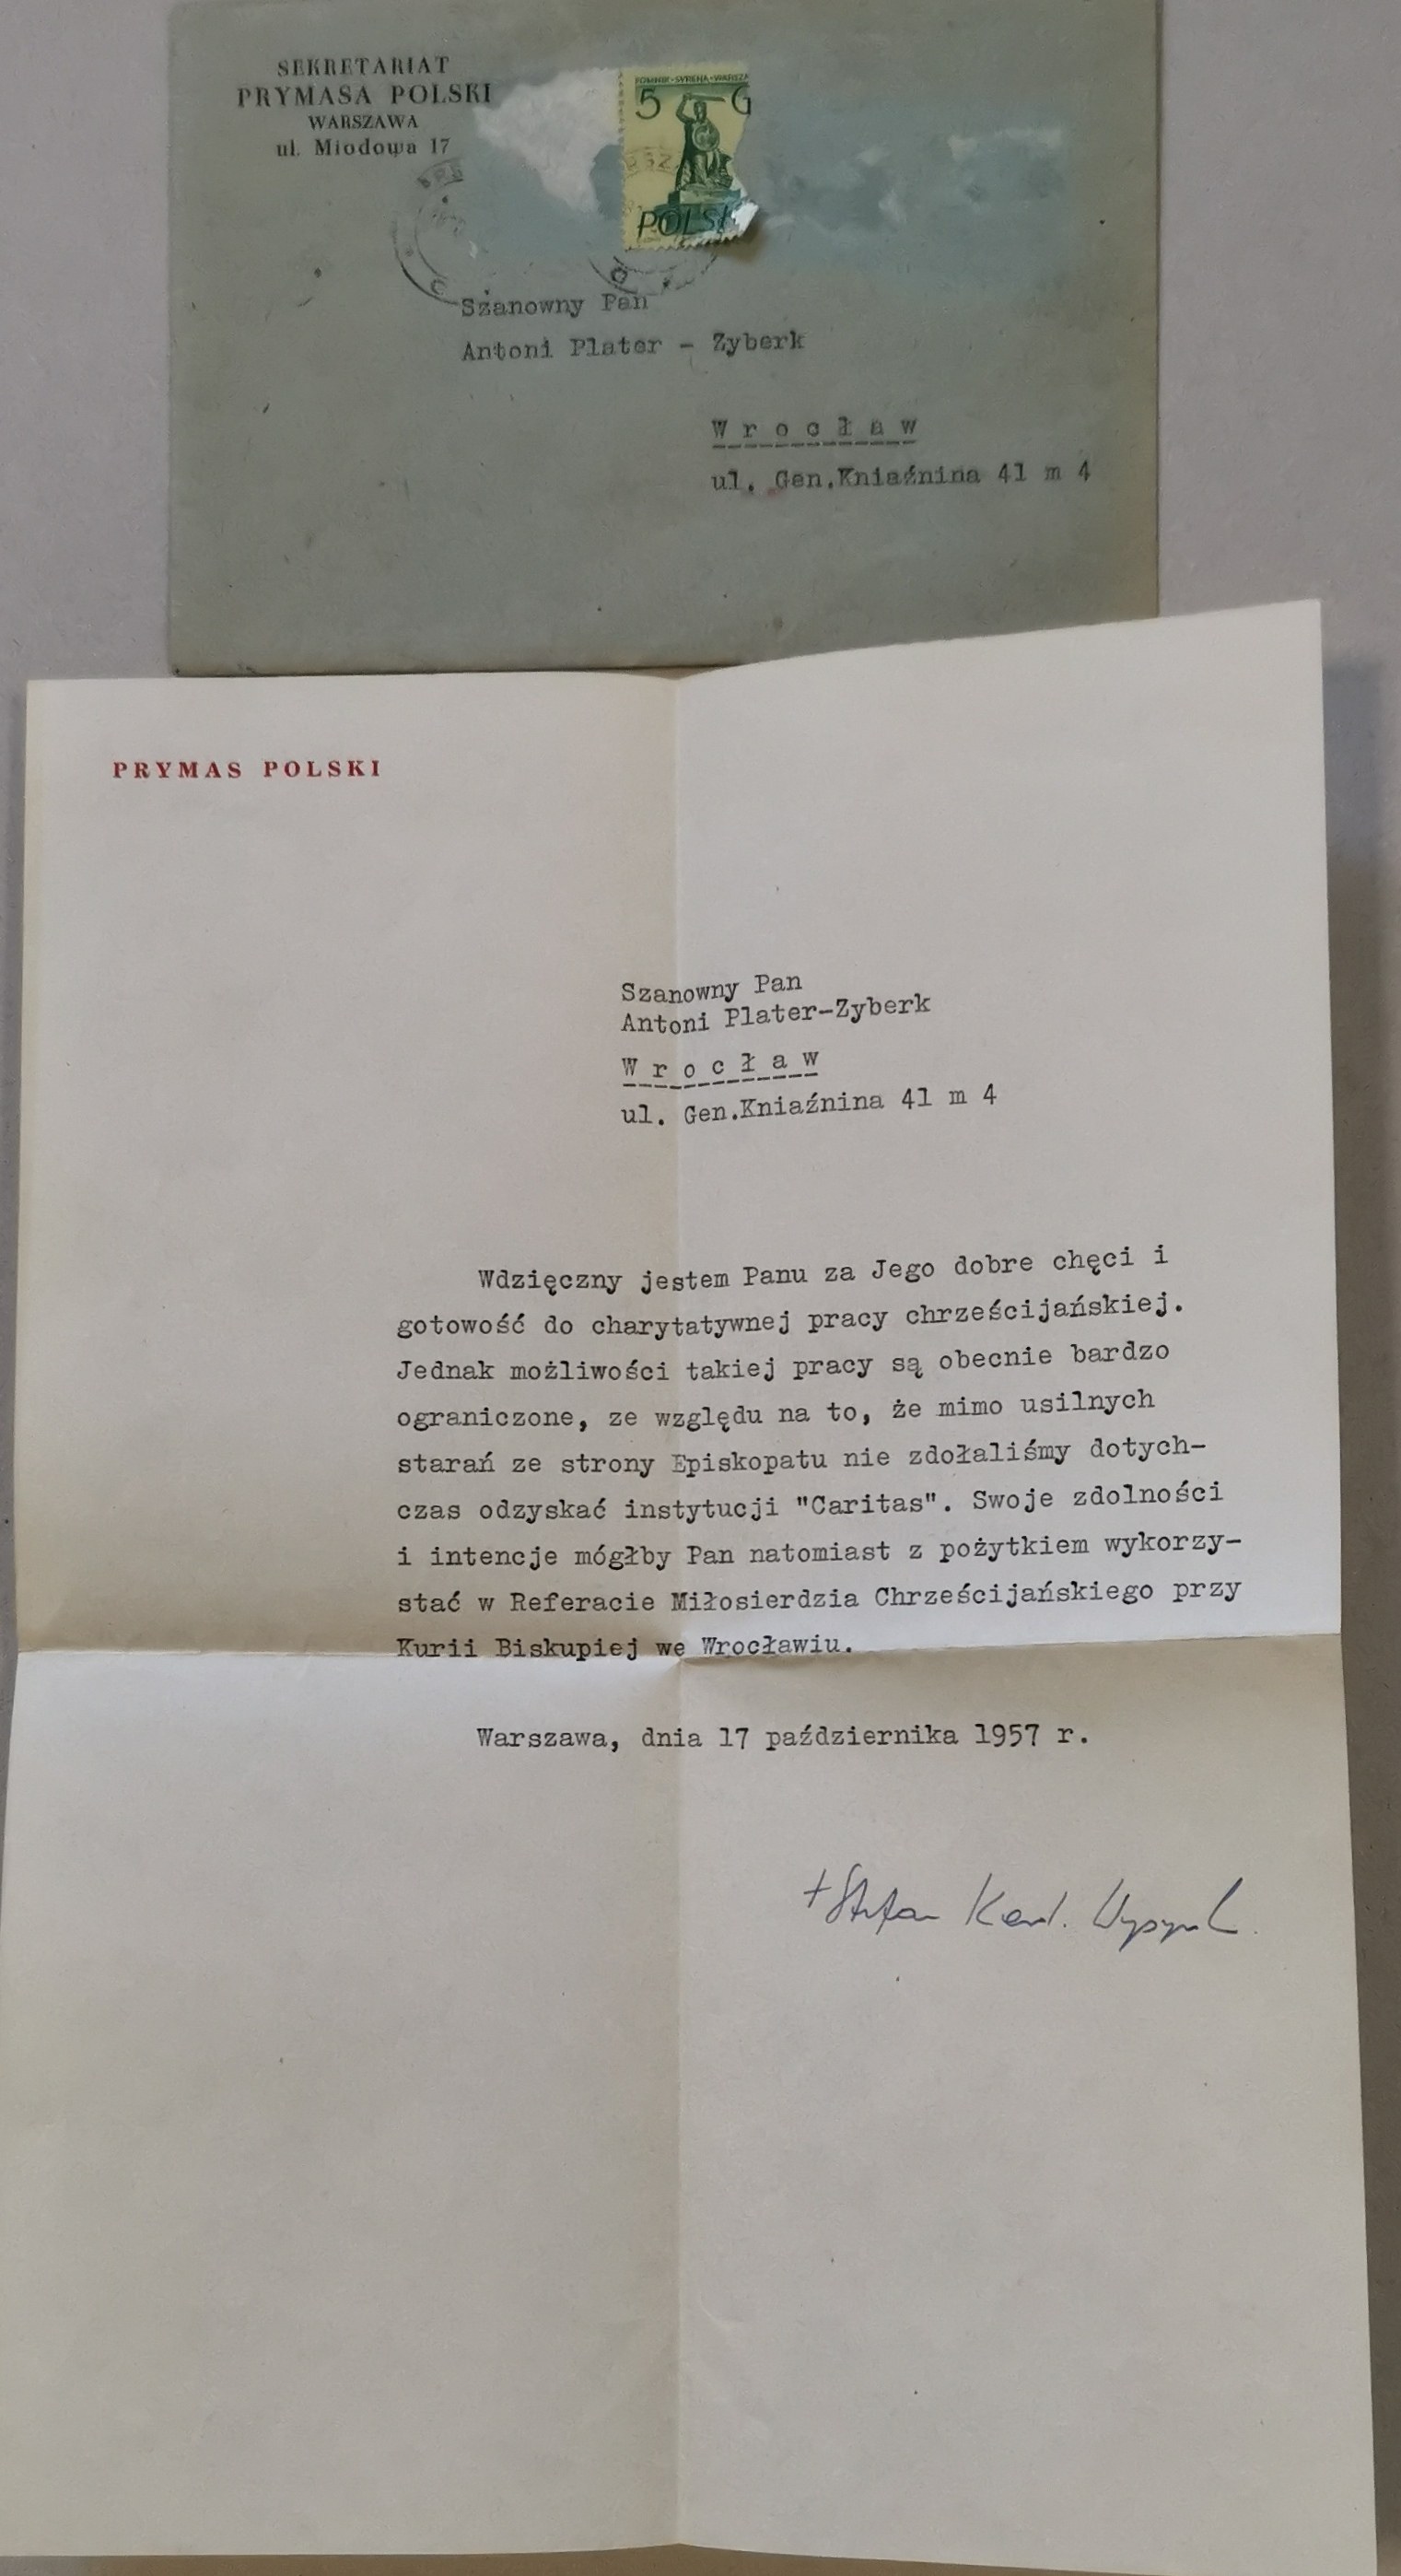 SEKRETARIAT
PRYMASA POLSKI
WARSZAWA
ul. Miodowa 17
POMNIK-SYRENA-WARSZA
5 G
POLSK
Szanowny Pan
Antoni Plater - Zyberk
W r o c ł a w
ul. Gen.Kniaźnina 41 m 4
PRYMAS POLSKI
Szanowny Pan
Antoni Plater-Zyberk
W r o c ł a w
ul. Gen.Kniaźnina 41 m 4
Wdzięczny jestem Panu za Jego dobre chęci i
gotowość do charytatywnej pracy chrześcijańskiej.
Jednak możliwości takiej pracy są obecnie bardzo
ograniczone, ze względu na to, że mimo usilnych
starań ze strony Episkopatu nie zdołaliśmy dotych-
czas odzyskać instytucji "Caritas". Swoje zdolności
i intencje mógłby Pan natomiast z pożytkiem wykorzy-
stać w Referacie Miłosierdzia Chrześcijańskiego przy
Kurii Biskupiej we Wrocławiu.
Warszawa, dnia 17 października 1957 r.
+ Stefan Kard.